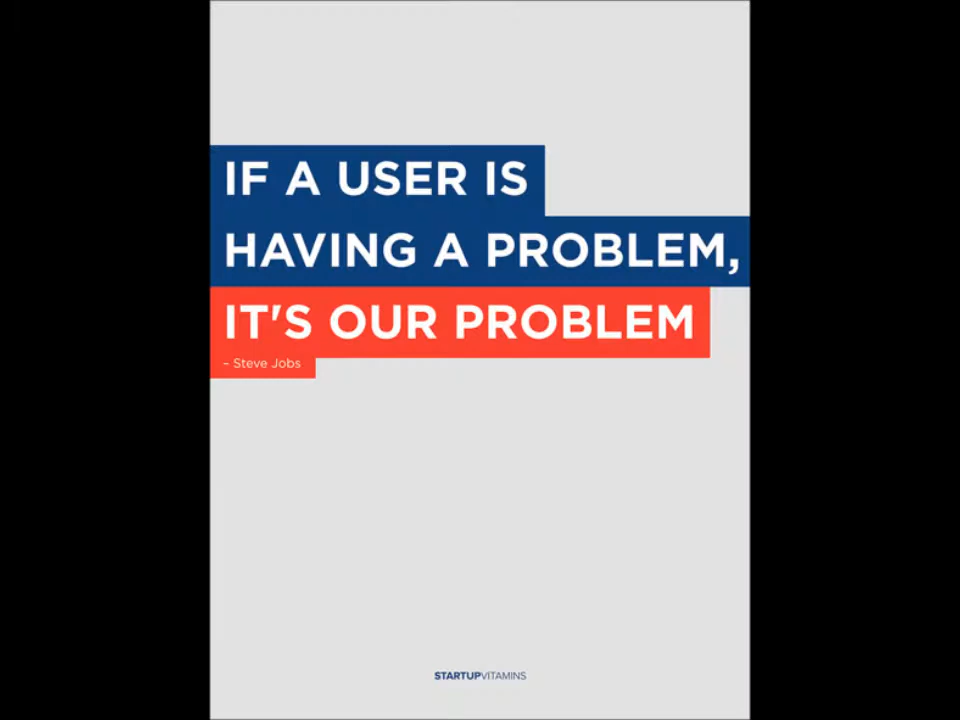 IF A USER IS
HAVING A PROBLEM,
IT'S OUR PROBLEM
– Steve Jobs
STARTUPVITAMINS